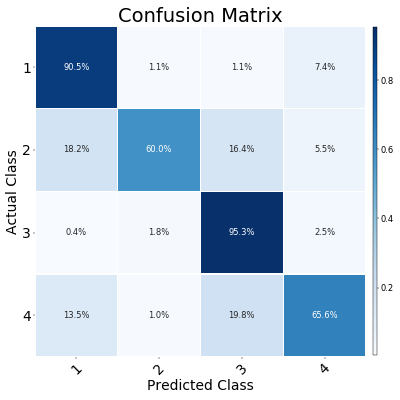 Confusion Matrix
1 90.5% 1.1% 1.1% 7.4%
0.8
2 18.2% 60.0% 16.4% 5.5%
0.6
0.4
3 0.4% 1.8% 95.3% 2.5%
0.2
4 13.5% 1.0% 19.8% 65.6%
1 2 3 4
Actual Class
Predicted Class